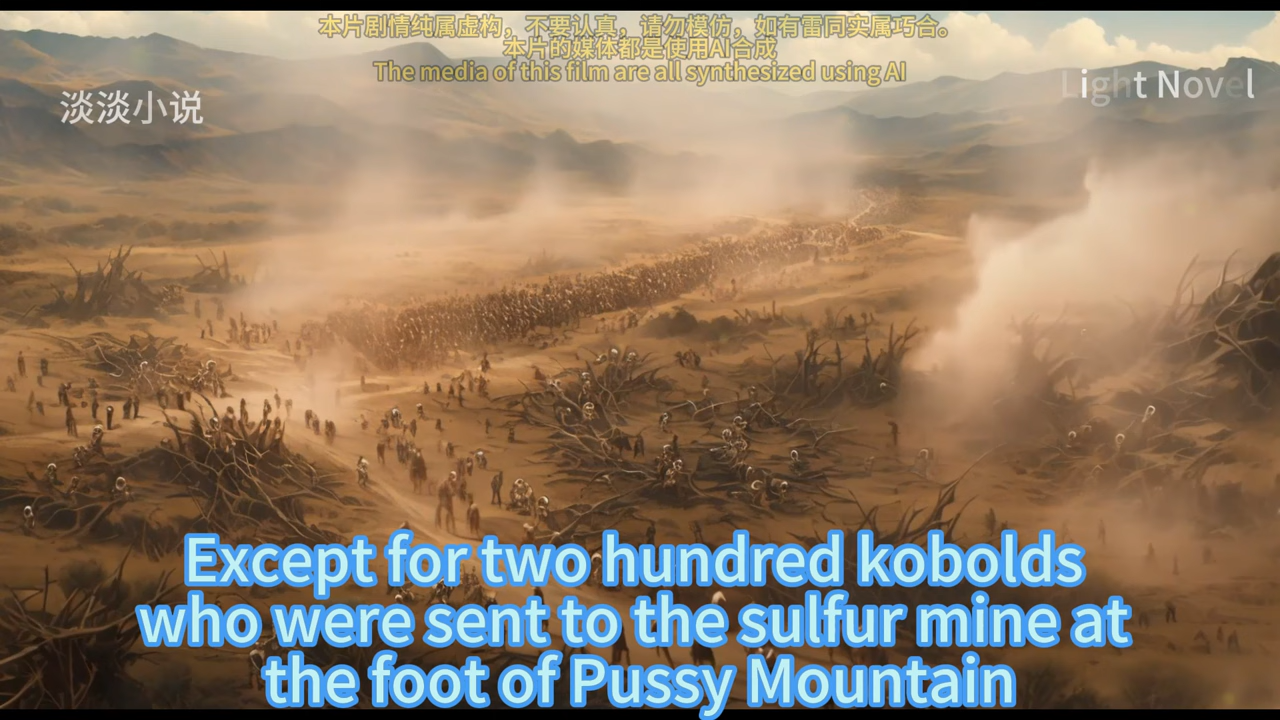 本片剧情纯属虚构，不要认真，请勿模仿，如有雷同实属巧合。
本片的媒体都是使用AI合成
The media of this film are all synthesized using AI
淡淡小说
Light Novel
Except for two hundred kobolds
who were sent to the sulfur mine at
the foot of Pussy Mountain